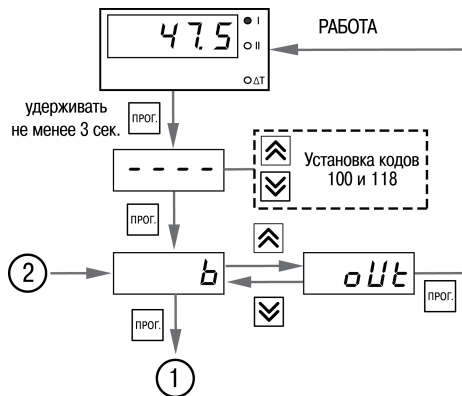 47.5
I
II
ΔT
РАБОТА
удерживать
не менее 3 сек.
ПРОГ.
- - - -
Установка кодов
100 и 118
ПРОГ.
2
b
oUt
ПРОГ.
ПРОГ.
1